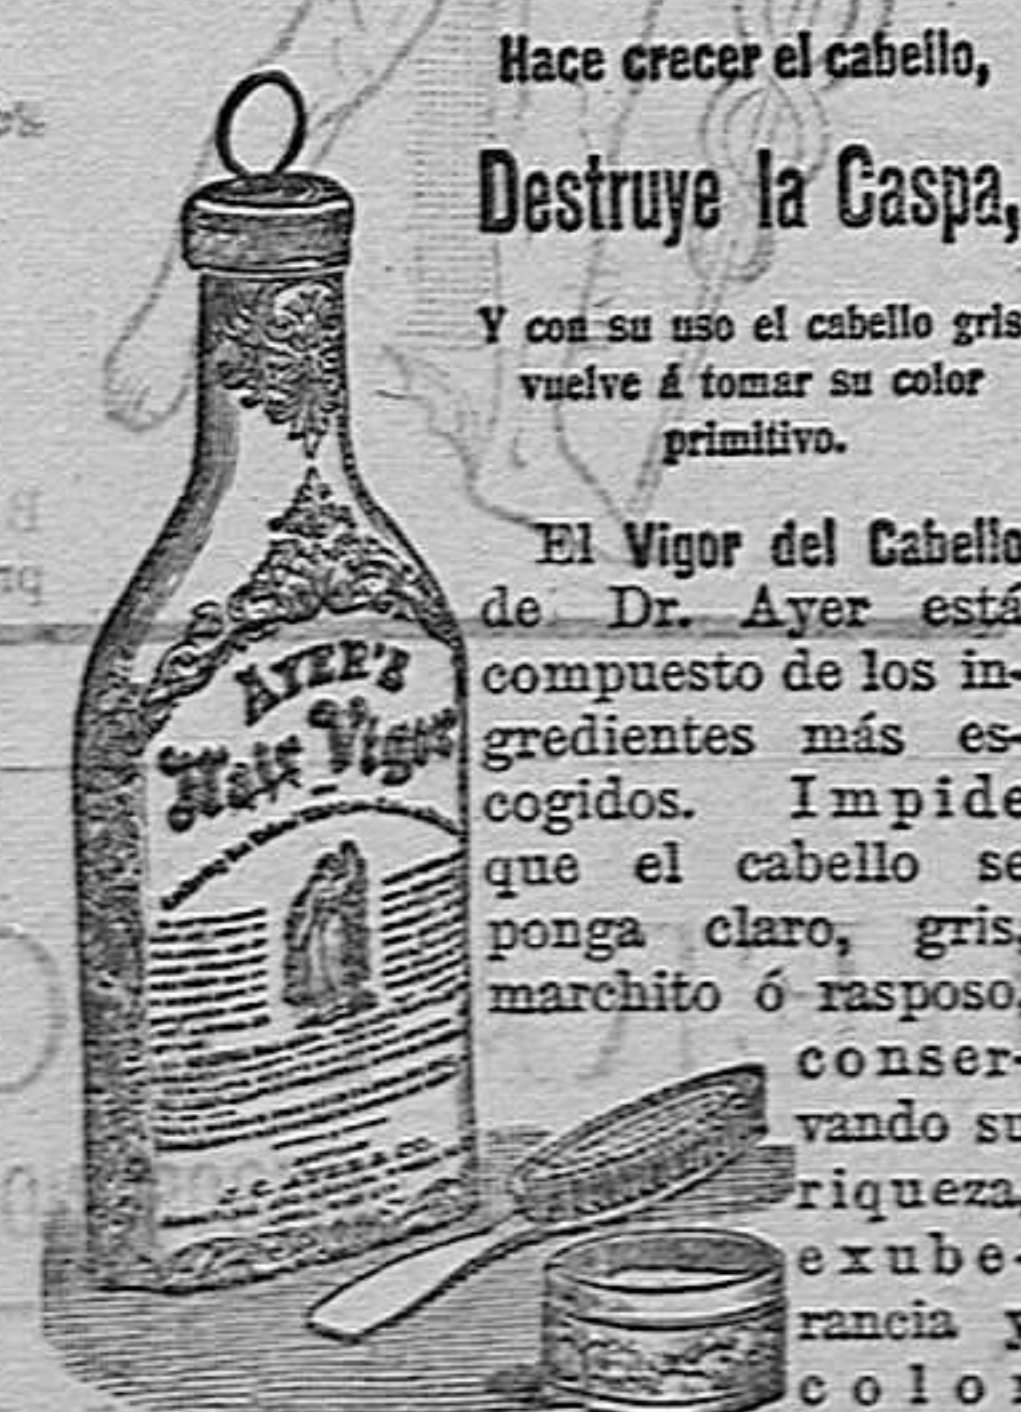 Hace crecer el cabello,
Destruye la Caspa,
Y con su uso el cabello gris
vuelve á tomar su color
primitivo.
El Vigor del Cabello
de Dr. Ayer está
compuesto de los in-
gredientes más es-
cogidos. Impide
que el cabello se
ponga claro, gris,
marchito ó rasposo,
conser-
vando su
riqueza,
exube-
rancia y
color
AYER'S
Hair Vigor
J. C. AYER & CO.